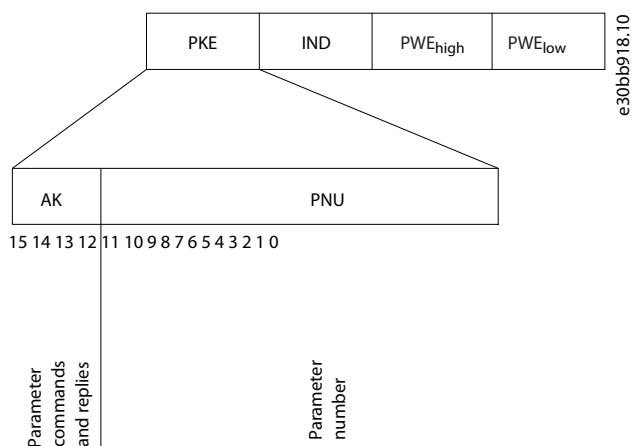 PKE IND PWEhigh PWElow
e30bb918.10
AK PNU
15 14 13 12 11 10 9 8 7 6 5 4 3 2 1 0
Parameter
commands
and replies
Parameter
number